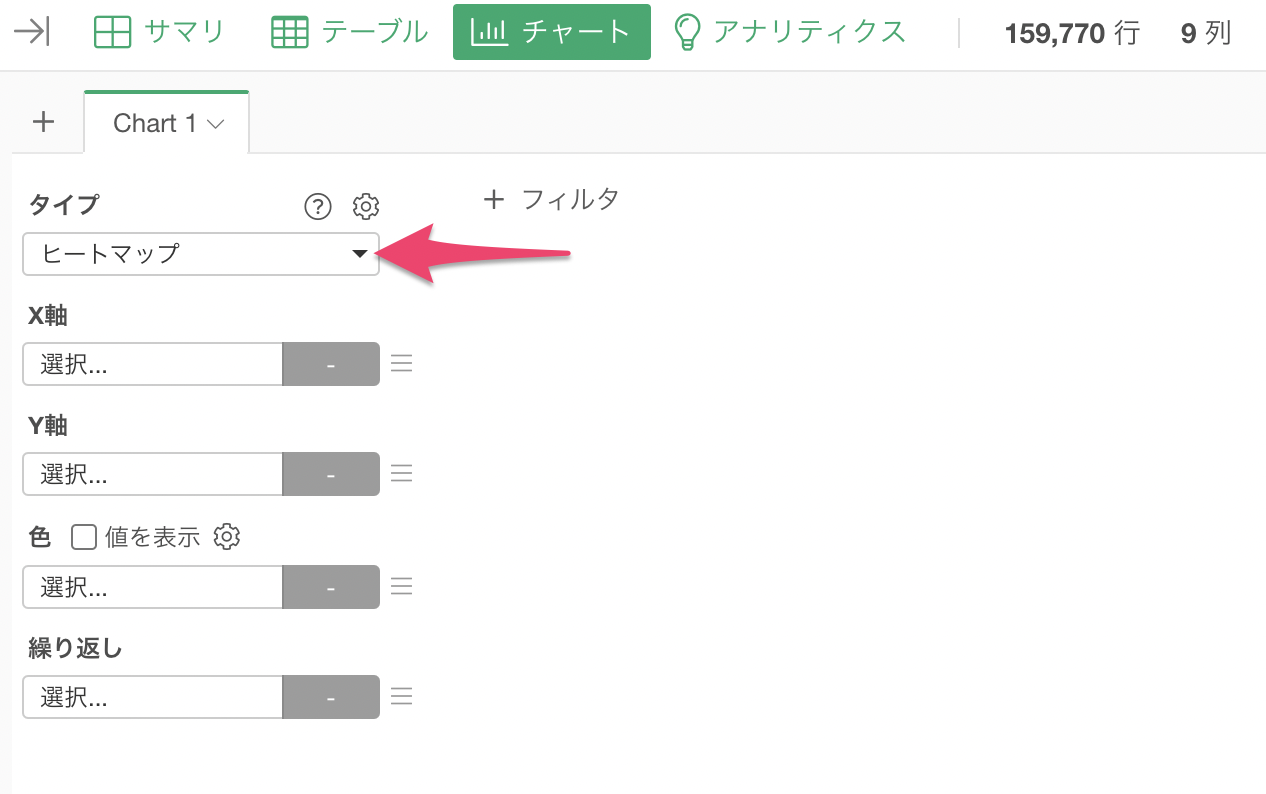 サマリ テーブル チャート アナリティクス 159,770 行 9 列
+ Chart 1
タイプ ? + フィルタ
ヒートマップ
X軸
選択... -
Y軸
選択... -
色 値を表示
選択... -
繰り返し
選択... -